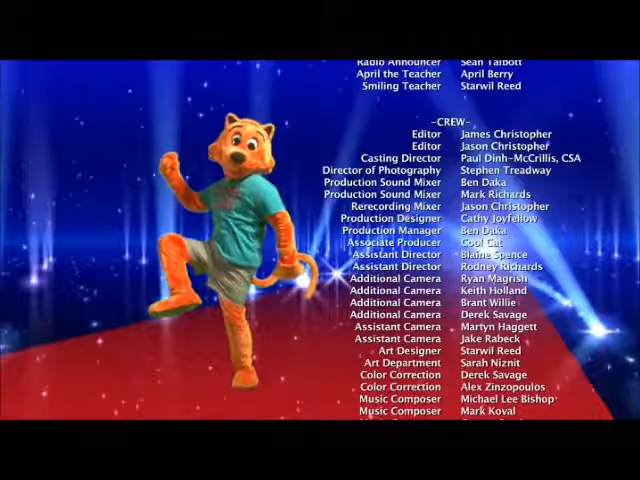 Radio Announcer Sean Talbott
April the Teacher April Berry
Smiling Teacher Starwil Reed
-CREW-
Editor James Christopher
Editor Jason Christopher
Casting Director Paul Dinh-McCrillis, CSA
Director of Photography Stephen Treadway
Production Sound Mixer Ben Daka
Production Sound Mixer Mark Richards
Rerecording Mixer Jason Christopher
Production Designer Cathy Joyfellow
Production Manager Ben Daka
Associate Producer Cool Cat
Assistant Director Blaine Spence
Assistant Director Rodney Richards
Additional Camera Ryan Magrish
Additional Camera Keith Holland
Additional Camera Brant Willie
Additional Camera Derek Savage
Assistant Camera Martyn Haggett
Assistant Camera Jake Rabeck
Art Designer Starwil Reed
Art Department Sarah Niznit
Color Correction Derek Savage
Color Correction Alex Zinzopoulos
Music Composer Michael Lee Bishop
Music Composer Mark Koval